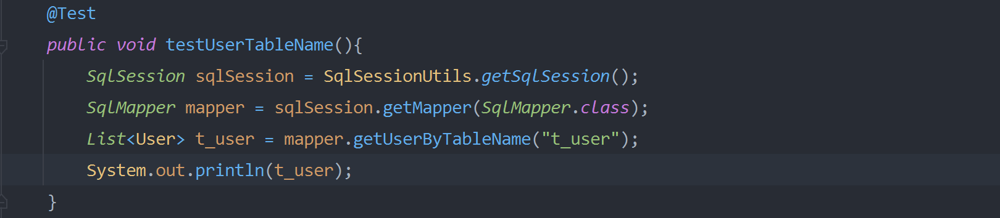 @Test
public void testUserTableName(){
SqlSession sqlSession = SqlSessionUtils.getSqlSession();
SqlMapper mapper = sqlSession.getMapper(SqlMapper.class);
List<User> t_user = mapper.getUserByTableName("t_user");
System.out.println(t_user);
}